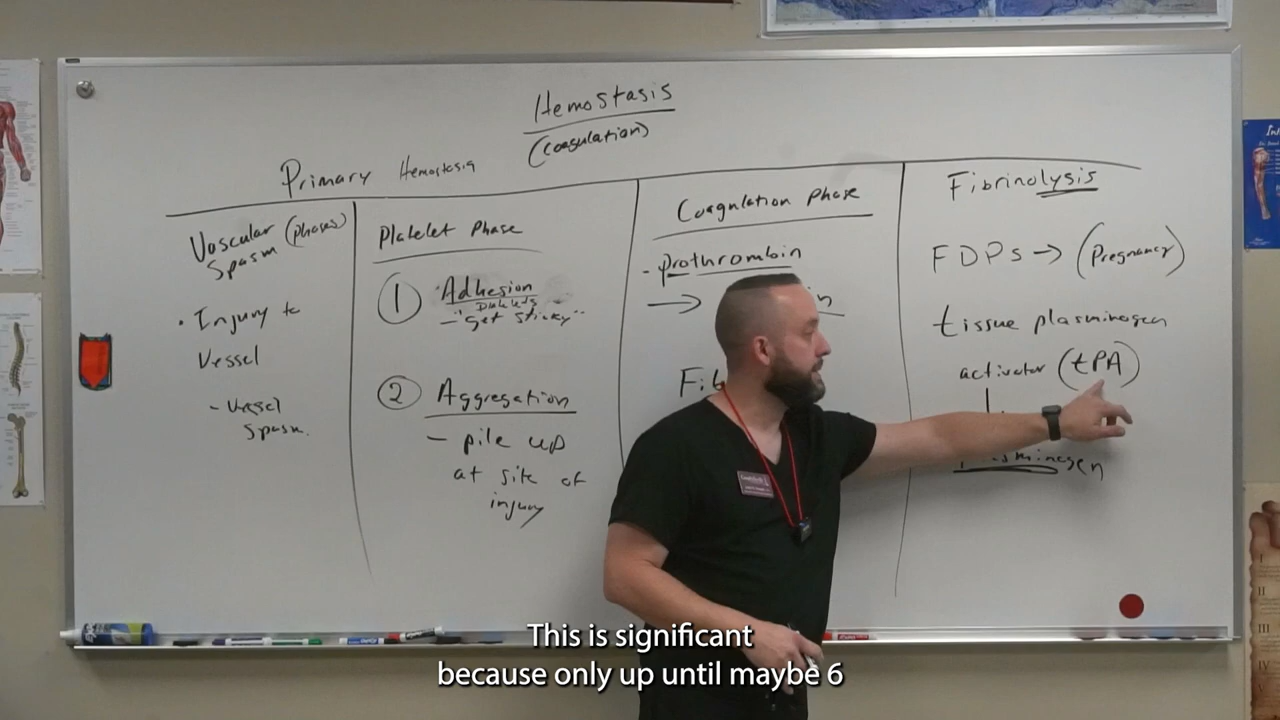 Hemostasis
(coagulation)
Primary Hemostasis
Vascular (phases)
Spasm
• Injury to
Vessel
- Vessel
Spasm.
Platelet Phase
① Adhesion
- "get sticky"
② Aggregation
- pile up
at site of
injury
Coagulation Phase
- prothrombin
→
Fib
Fibrinolysis
FDPs → (Pregnancy)
tissue plasminogen
activator (tPA)
This is significant
because only up until maybe 6